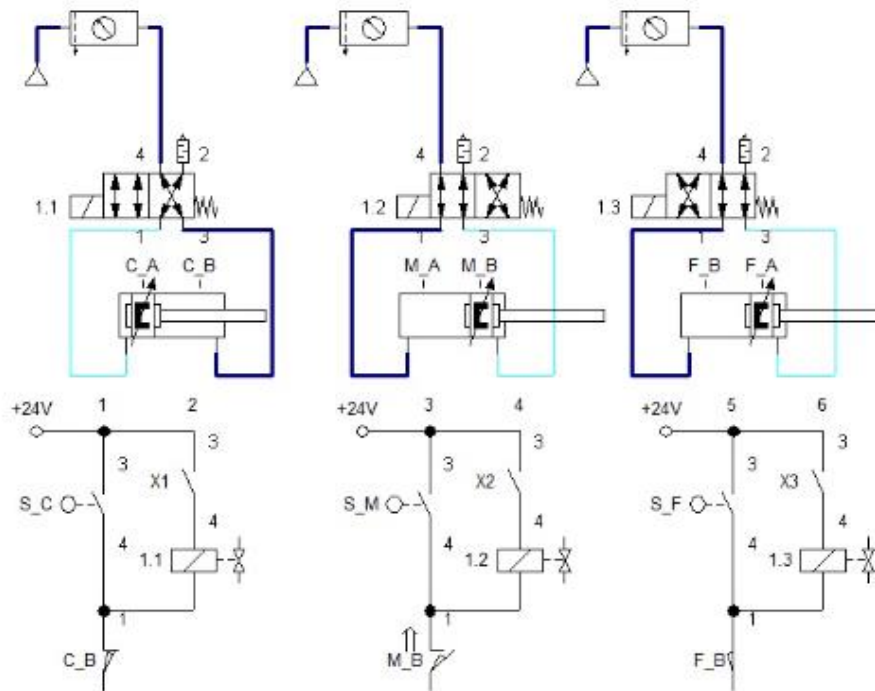 4 2 4 2 4 2
1.1 1.2 1.3
1 3 1 3 1 3
C_A C_B M_A M_B F_B F_A
+24V 1 2 +24V 3 4 +24V 5 6
3 3 3
3 X1 3 X2 3 X3
S_C S_M S_F
4 4 4 4 4 4
1.1 1.2 1.3
1 1 1
C_B M_B F_B